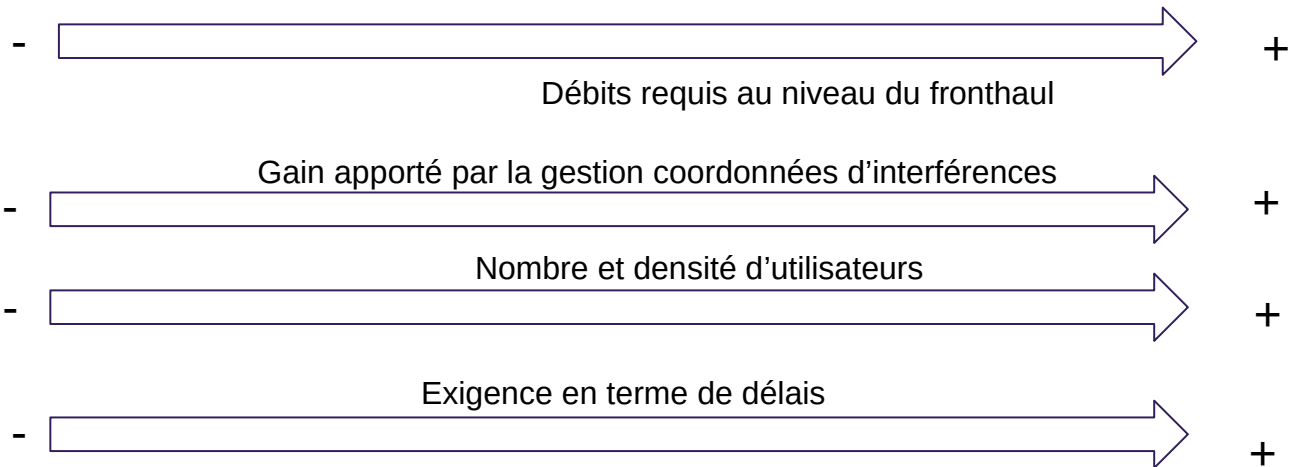 - +
Débits requis au niveau du fronthaul
Gain apporté par la gestion coordonnées d’interférences
- +
Nombre et densité d’utilisateurs
- +
Exigence en terme de délais
- +